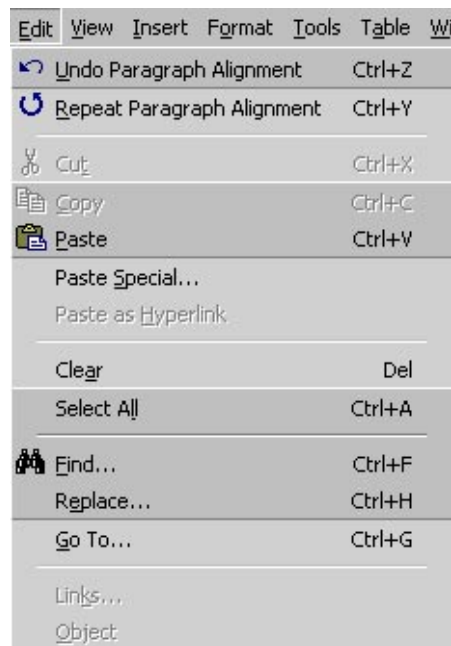 Edit View Insert Format Tools Table Wi
Undo Paragraph Alignment Ctrl+Z
Repeat Paragraph Alignment Ctrl+Y
Cut Ctrl+X
Copy Ctrl+C
Paste Ctrl+V
Paste Special...
Paste as Hyperlink
Clear Del
Select All Ctrl+A
Find... Ctrl+F
Replace... Ctrl+H
Go To... Ctrl+G
Links...
Object